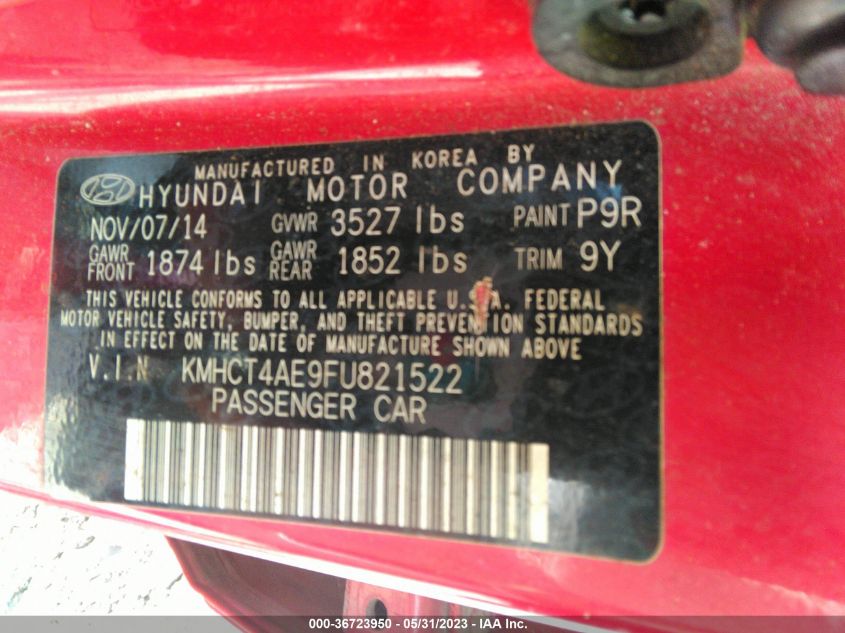 MANUFACTURED IN KOREA BY
HYUNDAI MOTOR COMPANY
NOV/07/14 GVWR 3527 lbs PAINT P9R
GAWR FRONT 1874 lbs GAWR REAR 1852 lbs TRIM 9Y
THIS VEHICLE CONFORMS TO ALL APPLICABLE U.S.A. FEDERAL
MOTOR VEHICLE SAFETY, BUMPER, AND THEFT PREVENTION STANDARDS
IN EFFECT ON THE DATE OF MANUFACTURE SHOWN ABOVE
V.I.N KMHCT4AE9FU821522
PASSENGER CAR
000-36723950 - 05/31/2023 - IAA Inc.